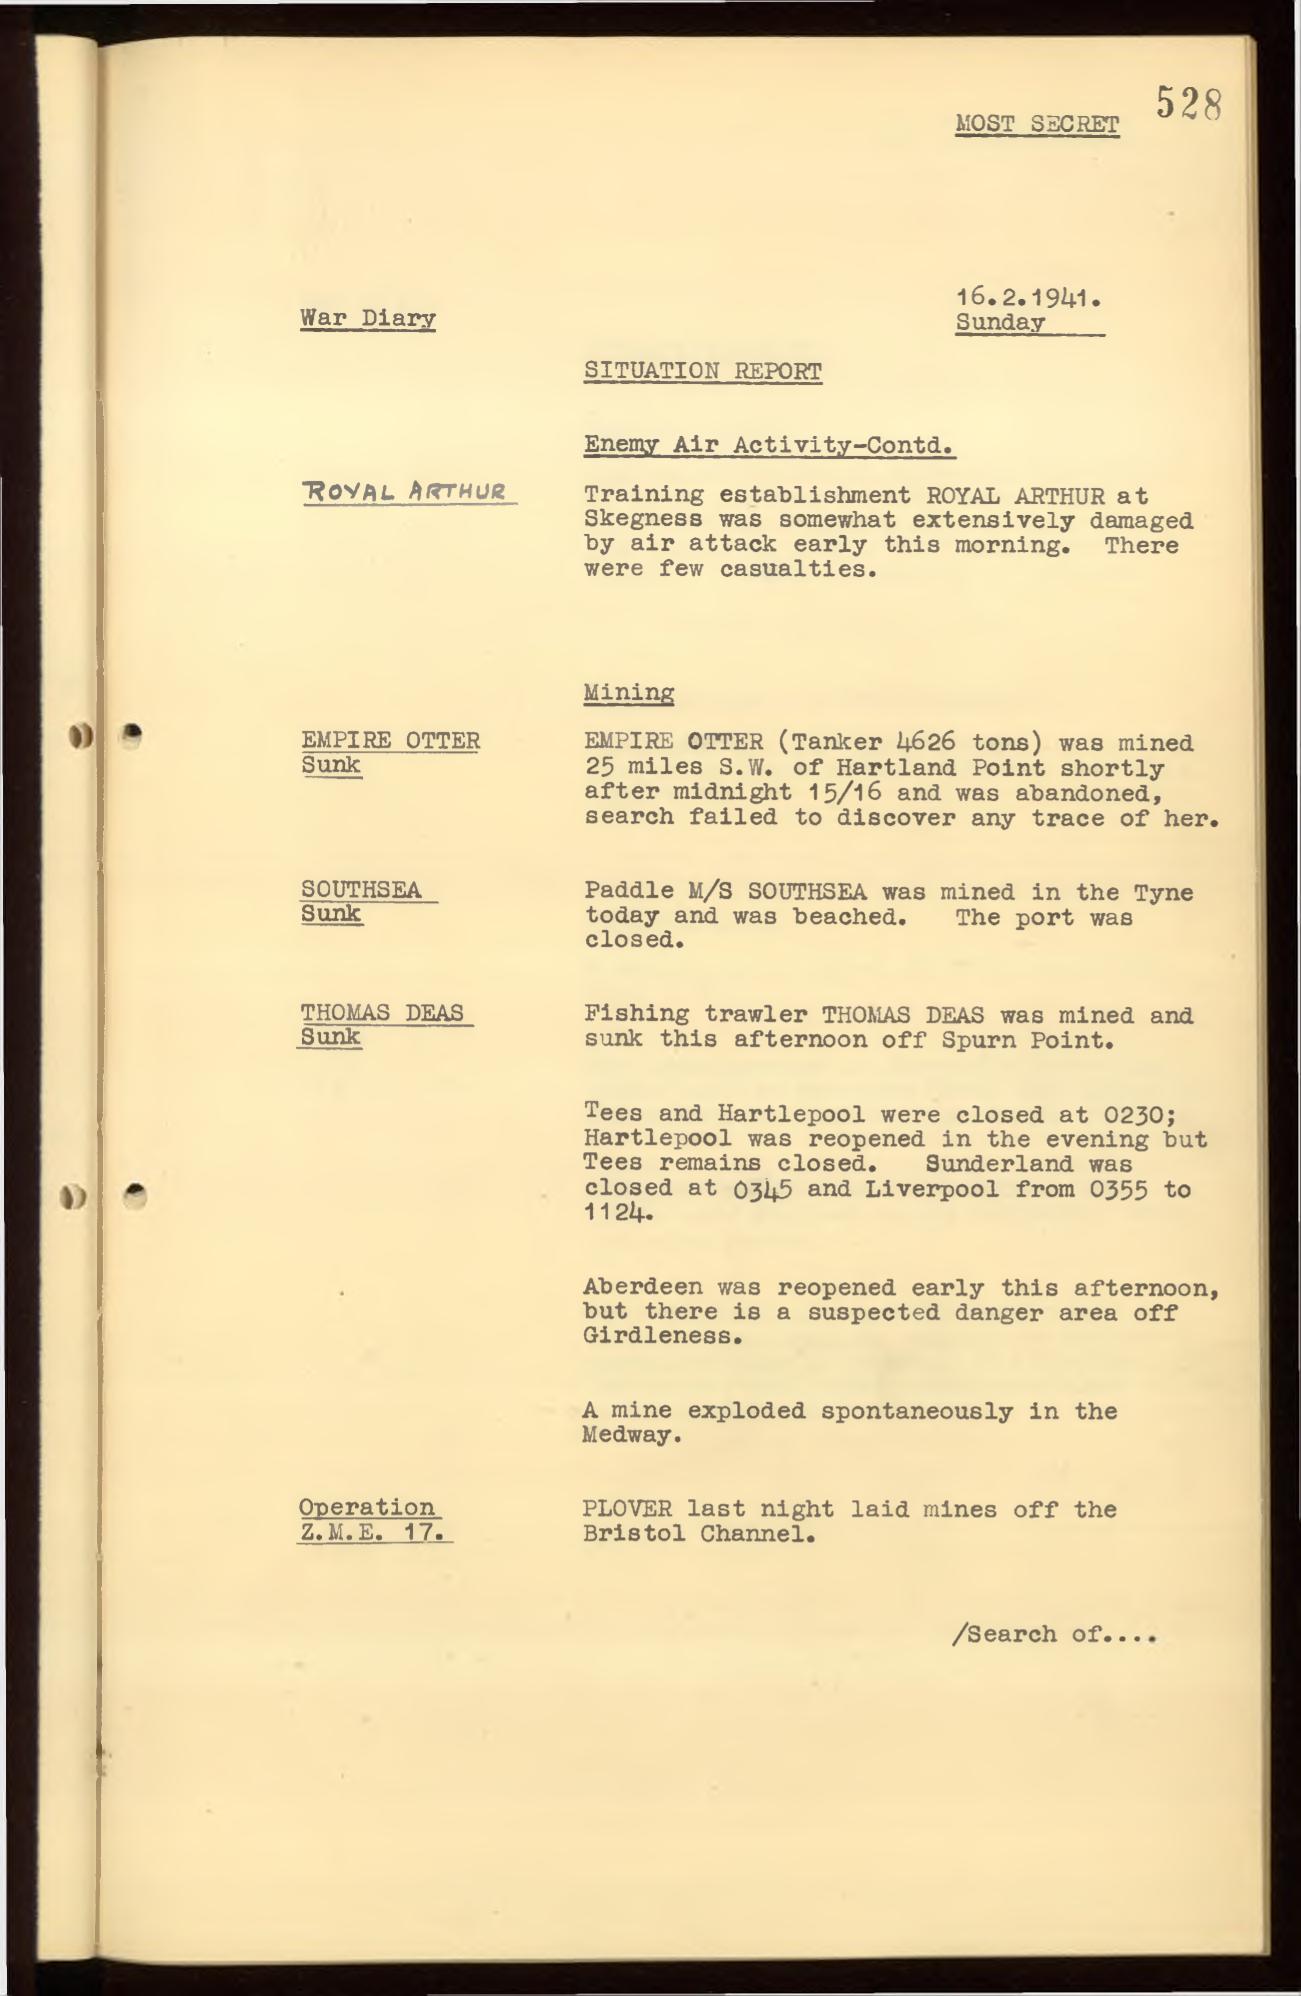 528
MOST SECRET
16.2.1941.
War Diary
Sunday
SITUATION REPORT
Enemy Air Activity-Contd.
ROYAL ARTHUR
Training establishment ROYAL ARTHUR at
Skegness was somewhat extensively damaged
by air attack early this morning. There
were few casualties.
Mining
EMPIRE OTTER
Sunk
EMPIRE OTTER (Tanker 4626 tons) was mined
25 miles S.W. of Hartland Point shortly
after midnight 15/16 and was abandoned,
search failed to discover any trace of her.
SOUTHSEA
Sunk
Paddle M/S SOUTHSEA was mined in the Tyne
today and was beached. The port was
closed.
THOMAS DEAS
Sunk
Fishing trawler THOMAS DEAS was mined and
sunk this afternoon off Spurn Point.
Tees and Hartlepool were closed at 0230;
Hartlepool was reopened in the evening but
Tees remains closed. Sunderland was
closed at 0345 and Liverpool from 0355 to
1124.
Aberdeen was reopened early this afternoon,
but there is a suspected danger area off
Girdleness.
A mine exploded spontaneously in the
Medway.
Operation
Z.M.E. 17.
PLOVER last night laid mines off the
Bristol Channel.
/Search of....